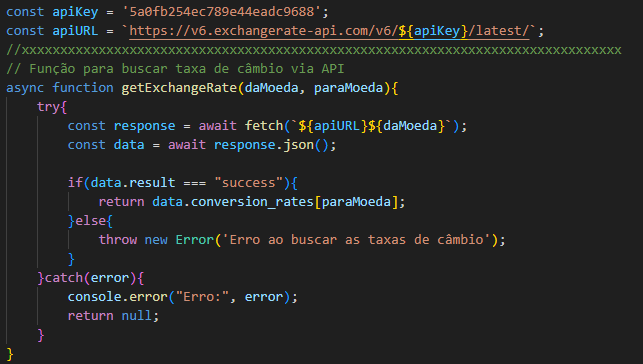 const apiKey = '5a0fb254ec789e44eadc9688';
const apiURL = `https://v6.exchangerate-api.com/v6/${apiKey}/latest/`;
//xxxxxxxxxxxxxxxxxxxxxxxxxxxxxxxxxxxxxxxxxxxxxxxxxxxxxxxxxxxxxxxxxxxxxxxxxxxxxx
// Função para buscar taxa de câmbio via API
async function getExchangeRate(daMoeda, paraMoeda){
    try{
        const response = await fetch(`${apiURL}${daMoeda}`);
        const data = await response.json();

        if(data.result === "success"){
            return data.conversion_rates[paraMoeda];
        }else{
            throw new Error('Erro ao buscar as taxas de câmbio');
        }
    }catch(error){
        console.error("Erro:", error);
        return null;
    }
}